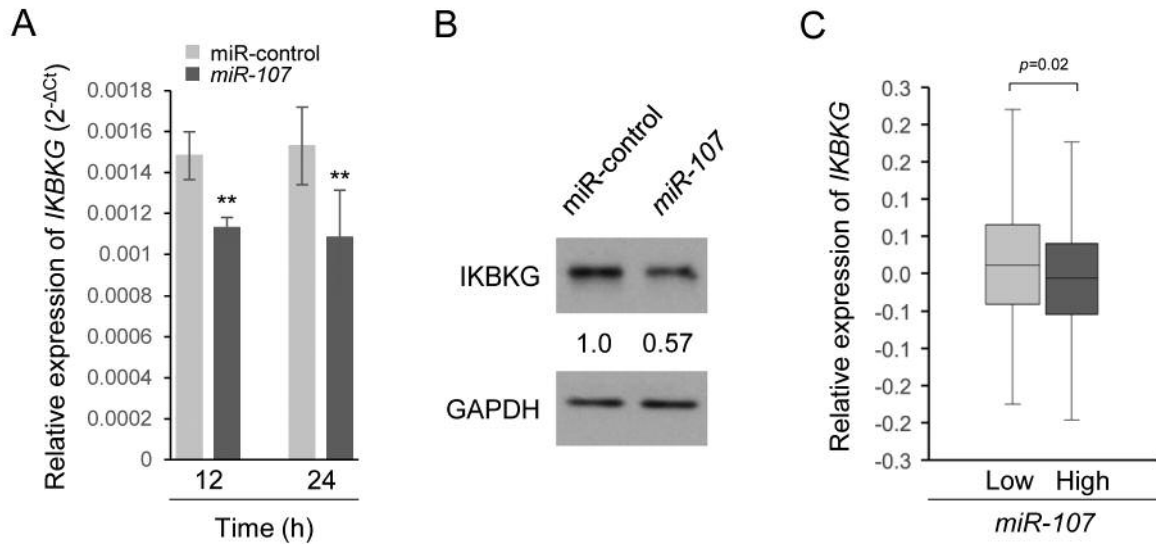 A
miR-control
miR-107
Relative expression of IKBKG (2-ΔCt)
0.0018
0.0016
0.0014
0.0012
0.001
0.0008
0.0006
0.0004
0.0002
0
**
**
12 24
Time (h)
B
miR-control
miR-107
IKBKG
1.0 0.57
GAPDH
C
p=0.02
Relative expression of IKBKG
0.3
0.2
0.2
0.1
0.1
0.0
-0.1
-0.1
-0.2
-0.2
-0.3
Low High
miR-107